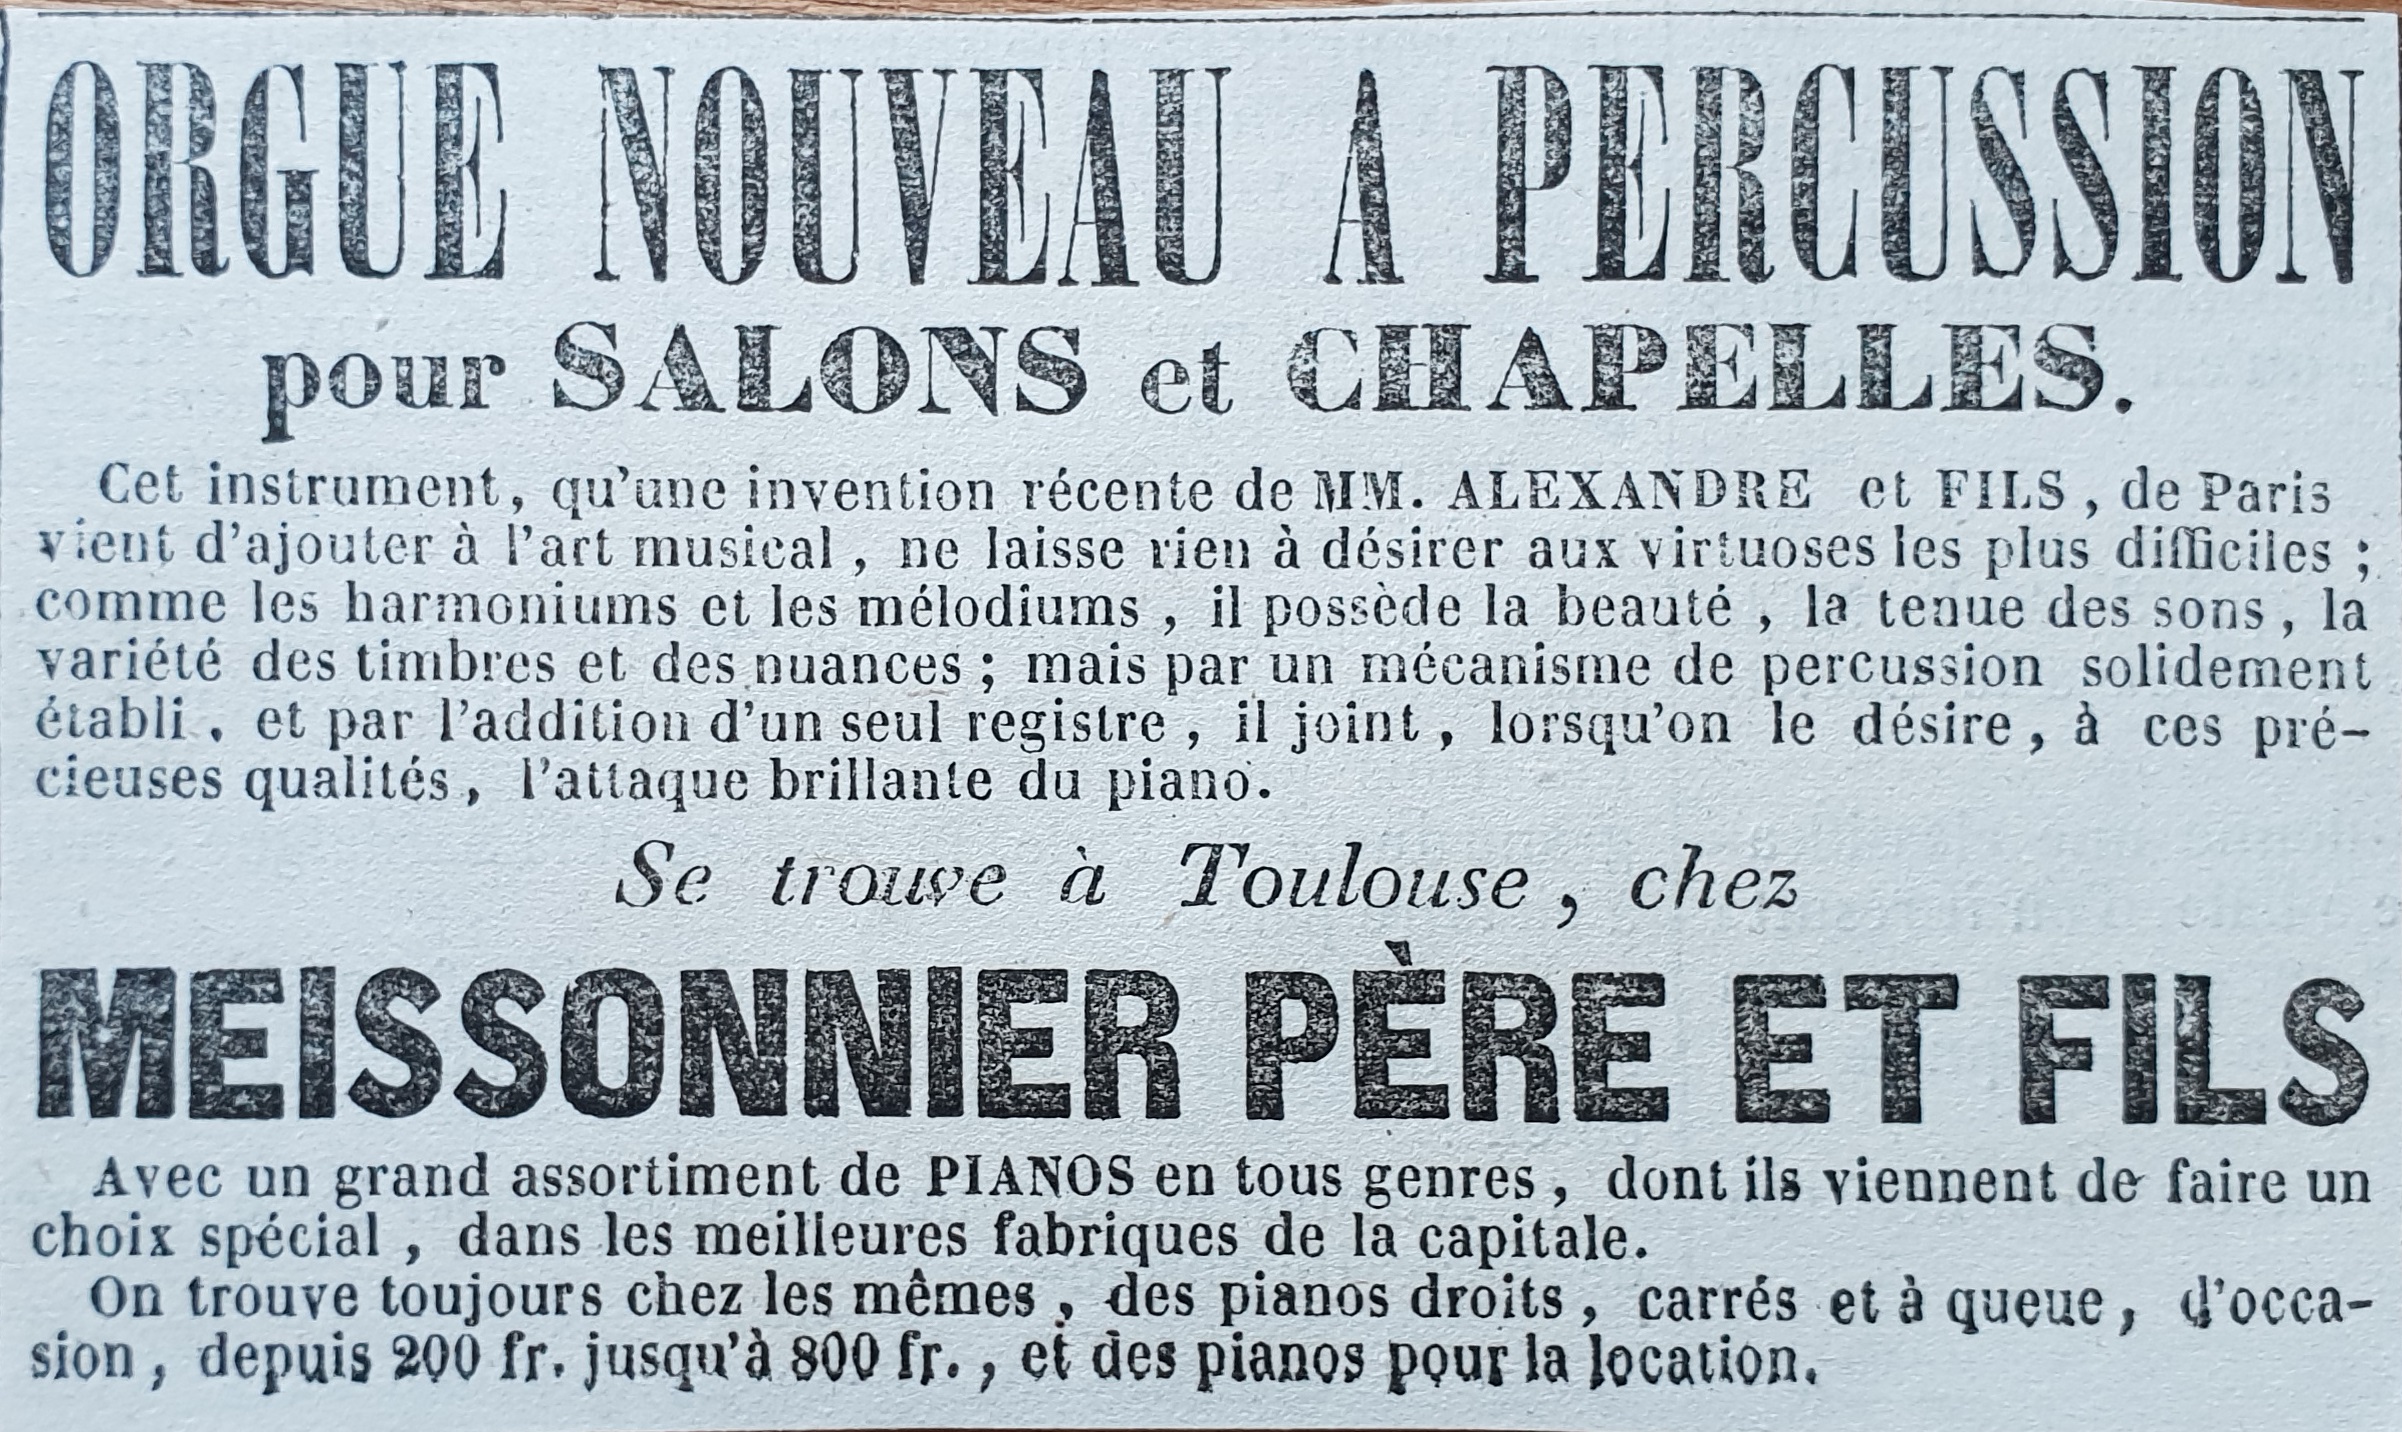 ORGUE NOUVEAU A PERCUSSION
pour SALONS et CHAPELLES.
Cet instrument, qu'une invention récente de MM. ALEXANDRE et FILS, de Paris
vient d'ajouter à l'art musical, ne laisse rien à désirer aux virtuoses les plus difficiles ;
comme les harmoniums et les mélodiums, il possède la beauté, la tenue des sons, la
variété des timbres et des nuances ; mais par un mécanisme de percussion solidement
établi, et par l'addition d'un seul registre, il joint, lorsqu'on le désire, à ces pré-
cieuses qualités, l'attaque brillante du piano.
Se trouve à Toulouse, chez
MEISSONNIER PÈRE ET FILS
Avec un grand assortiment de PIANOS en tous genres, dont ils viennent de faire un
choix spécial, dans les meilleures fabriques de la capitale.
On trouve toujours chez les mêmes, des pianos droits, carrés et à queue, d'occa-
sion, depuis 200 fr. jusqu'à 800 fr., et des pianos pour la location.